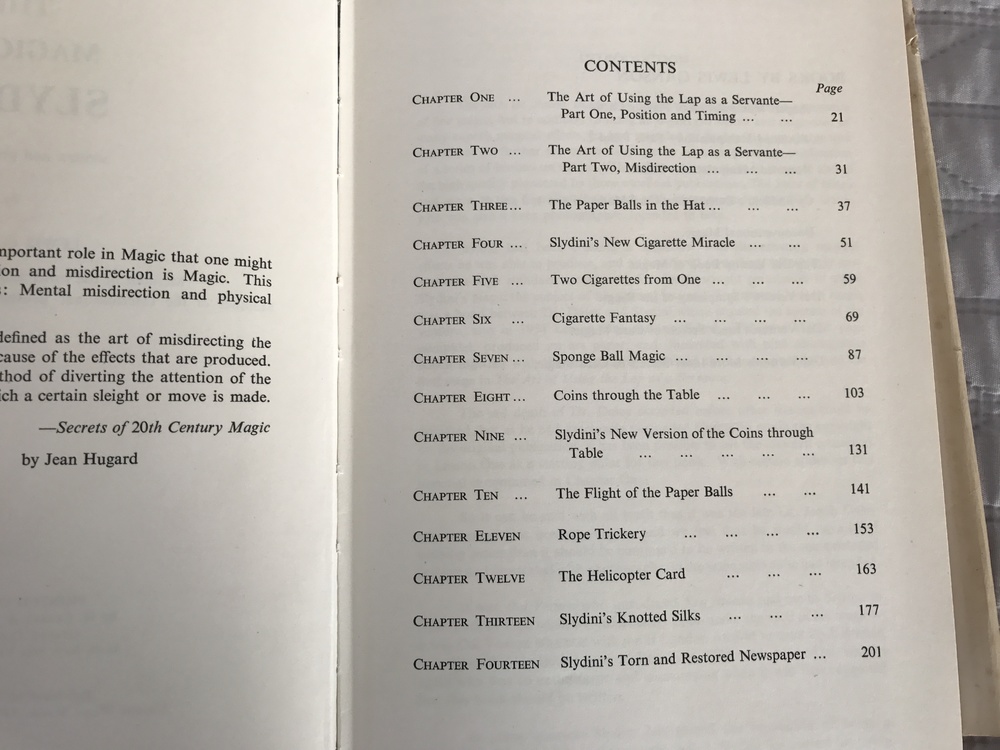 mportant role in Magic that one might
on and misdirection is Magic. This
: Mental misdirection and physical
defined as the art of misdirecting the
cause of the effects that are produced.
thod of diverting the attention of the
ich a certain sleight or move is made.
—Secrets of 20th Century Magic
by Jean Hugard
CONTENTS
Page
CHAPTER ONE ... The Art of Using the Lap as a Servante—
Part One, Position and Timing ... ... 21
CHAPTER TWO ... The Art of Using the Lap as a Servante—
Part Two, Misdirection ... ... ... 31
CHAPTER THREE ... The Paper Balls in the Hat ... ... ... 37
CHAPTER FOUR ... Slydini's New Cigarette Miracle ... ... 51
CHAPTER FIVE ... Two Cigarettes from One ... ... ... 59
CHAPTER SIX ... Cigarette Fantasy ... ... ... ... 69
CHAPTER SEVEN ... Sponge Ball Magic ... ... ... ... 87
CHAPTER EIGHT ... Coins through the Table ... ... ... 103
CHAPTER NINE ... Slydini's New Version of the Coins through
Table ... ... ... ... ... 131
CHAPTER TEN ... The Flight of the Paper Balls ... ... 141
CHAPTER ELEVEN Rope Trickery ... ... ... ... 153
CHAPTER TWELVE The Helicopter Card ... ... ... 163
CHAPTER THIRTEEN Slydini's Knotted Silks ... ... ... 177
CHAPTER FOURTEEN Slydini's Torn and Restored Newspaper ... 201